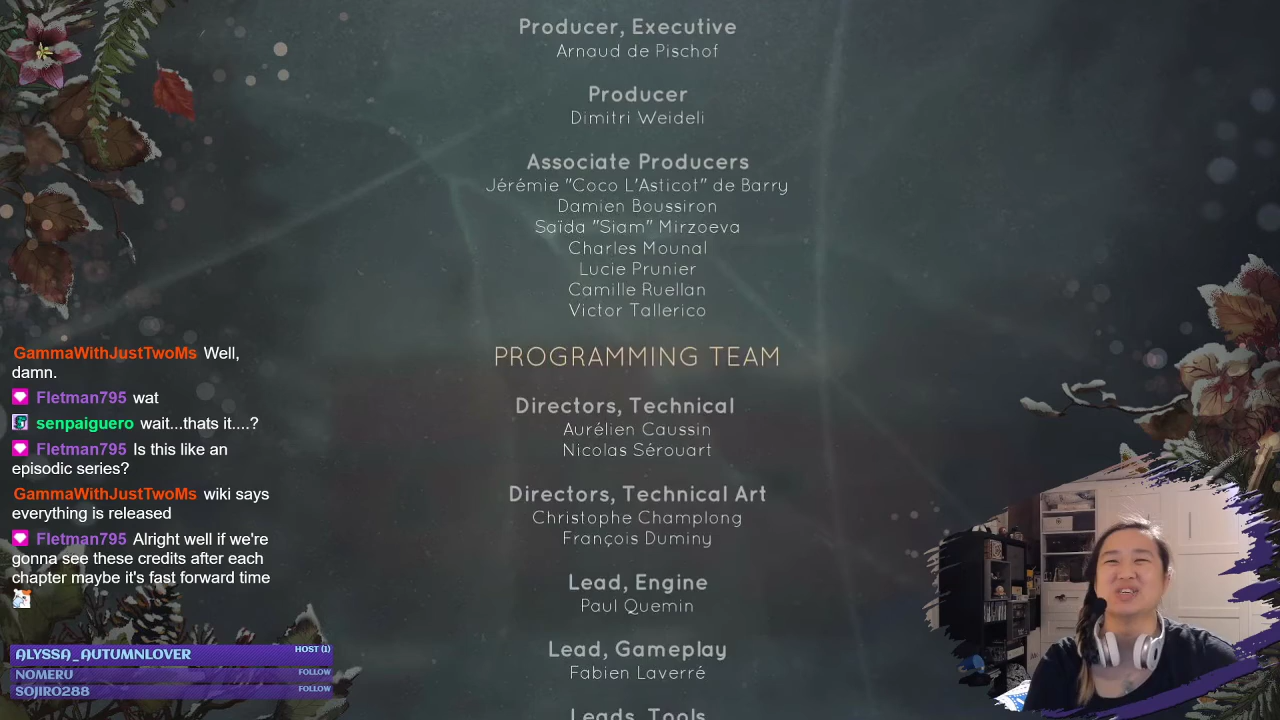 Producer, Executive
Arnaud de Pischof
Producer
Dimitri Weideli
Associate Producers
Jérémie "Coco L'Asticot" de Barry
Damien Boussiron
Saïda "Siam" Mirzoeva
Charles Mounal
Lucie Prunier
Camille Ruellan
Victor Tallerico
PROGRAMMING TEAM
Directors, Technical
Aurélien Caussin
Nicolas Sérouart
Directors, Technical Art
Christophe Champlong
François Duminy
Lead, Engine
Paul Quemin
Lead, Gameplay
Fabien Laverré
Leads, Tools
GammaWithJustTwoMs Well,
damn.
Fletman795 wat
senpaiguero wait...thats it....?
Fletman795 Is this like an
episodic series?
GammaWithJustTwoMs wiki says
everything is released
Fletman795 Alright well if we're
gonna see these credits after each
chapter maybe it's fast forward time
ALYSSA_AUTUMNLOVER HOST (1)
NOMERU FOLLOW
SOJIRO288 FOLLOW